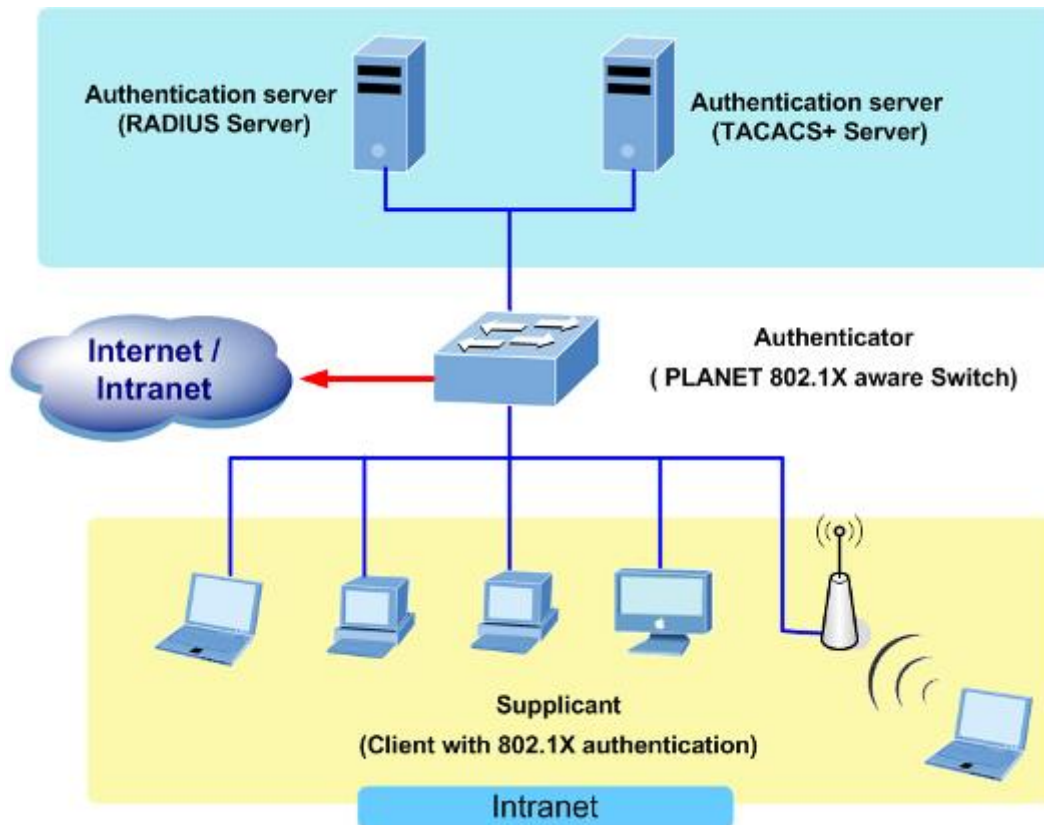 Authentication server
(RADIUS Server)
Authentication server
(TACACS+ Server)
Internet /
Intranet
Authenticator
( PLANET 802.1X aware Switch)
Supplicant
(Client with 802.1X authentication)
Intranet